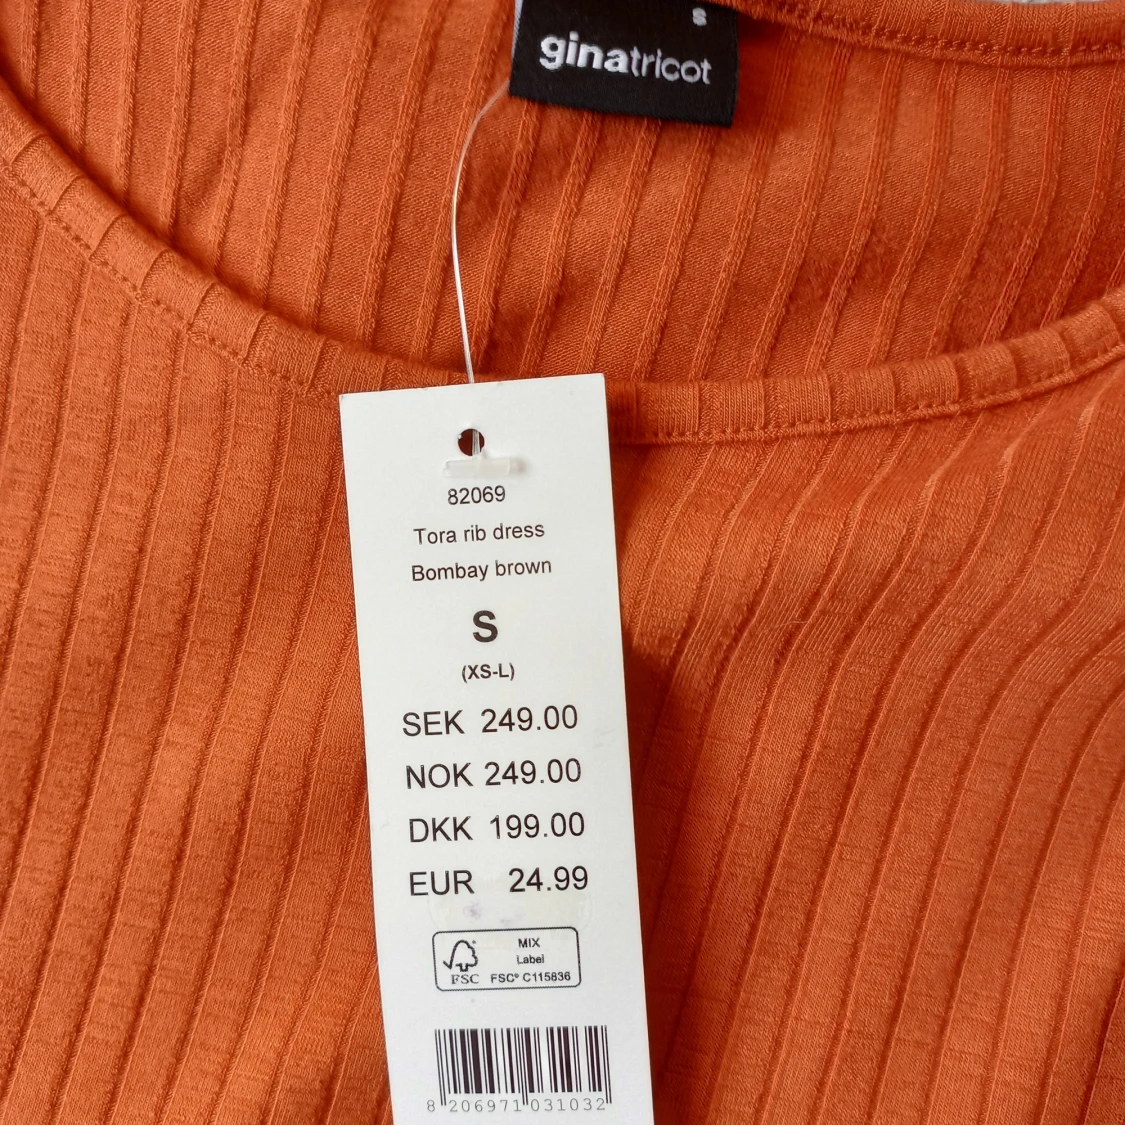 S
ginatricot
82069
Tora rib dress
Bombay brown
S
(XS-L)
SEK 249.00
NOK 249.00
DKK 199.00
EUR 24.99
MIX
Label
FSC FSC® C115836
8 206971 031032